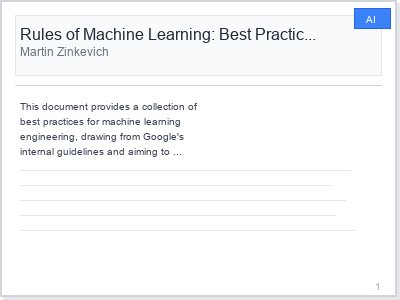 AI
Rules of Machine Learning: Best Practic...
Martin Zinkevich
This document provides a collection of
best practices for machine learning
engineering, drawing from Google's
internal guidelines and aiming to ...
1